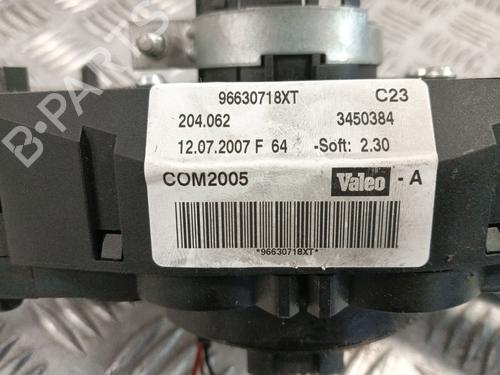 96630718XT C23
204.062 3450384
12.07.2007 F 64 -Soft: 2.30
COM2005 Valeo - A
*96630718XT*
B-PARTS